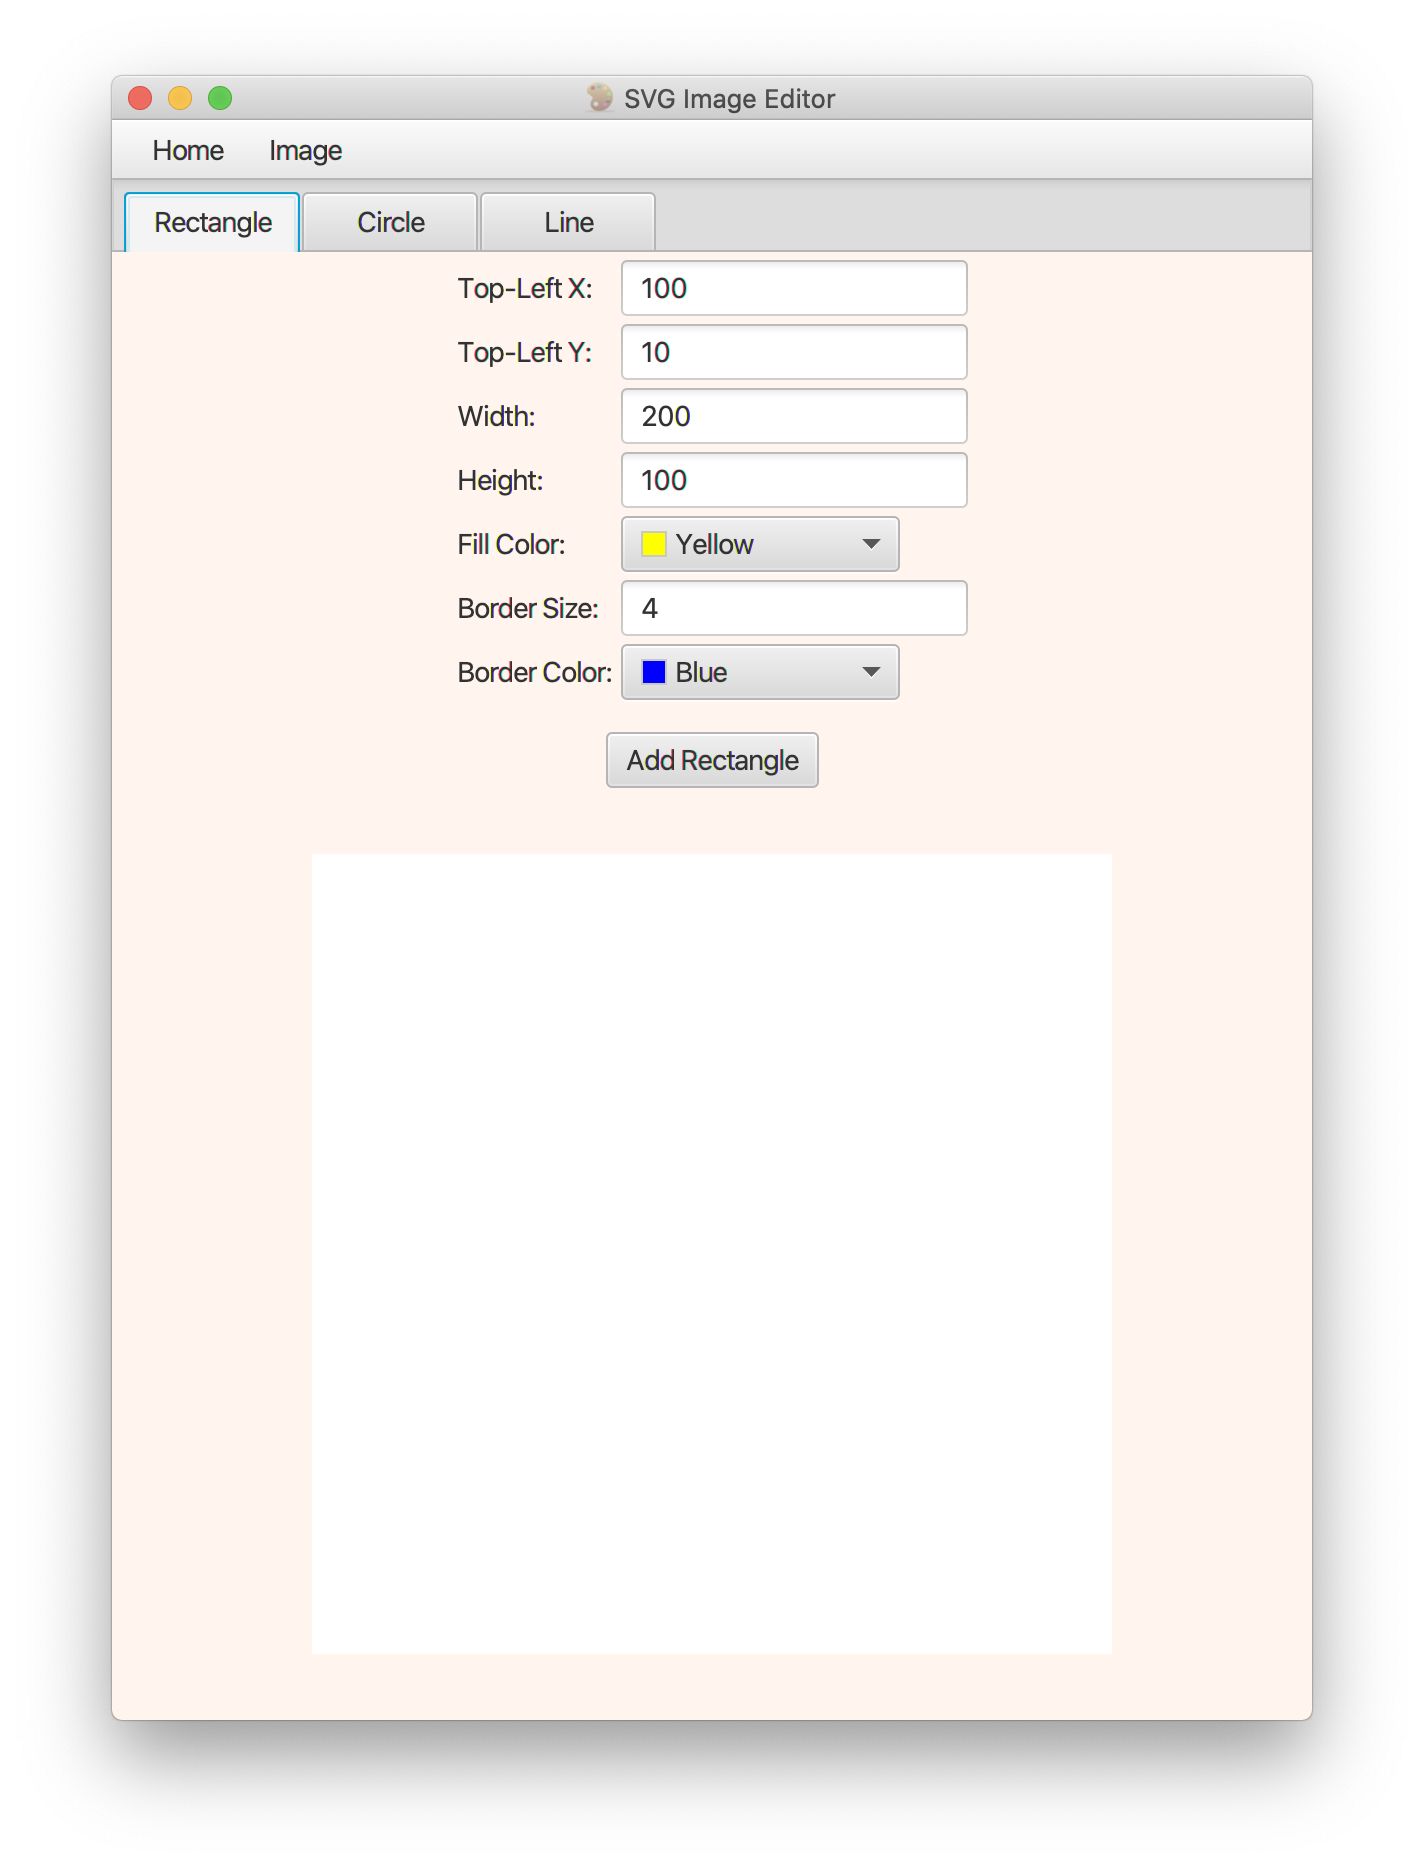 SVG Image Editor
Home Image
Rectangle Circle Line
Top-Left X: 100
Top-Left Y: 10
Width: 200
Height: 100
Fill Color: Yellow
Border Size: 4
Border Color: Blue
Add Rectangle